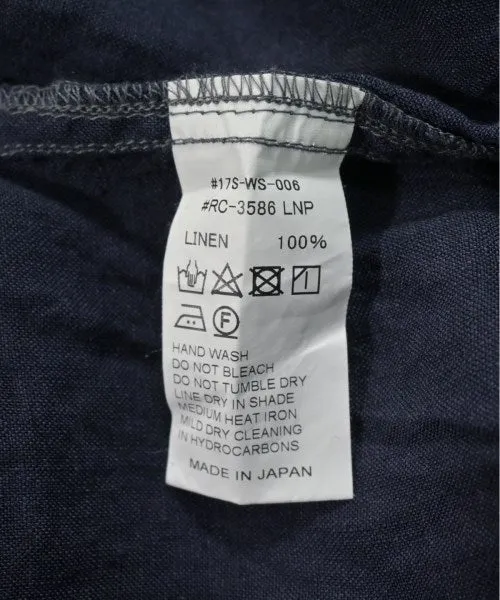 #17S-WS-006
#RC-3586 LNP
LINEN 100%
F
HAND WASH
DO NOT BLEACH
DO NOT TUMBLE DRY
LINE DRY IN SHADE
MEDIUM HEAT IRON
MILD DRY CLEANING
IN HYDROCARBONS
MADE IN JAPAN